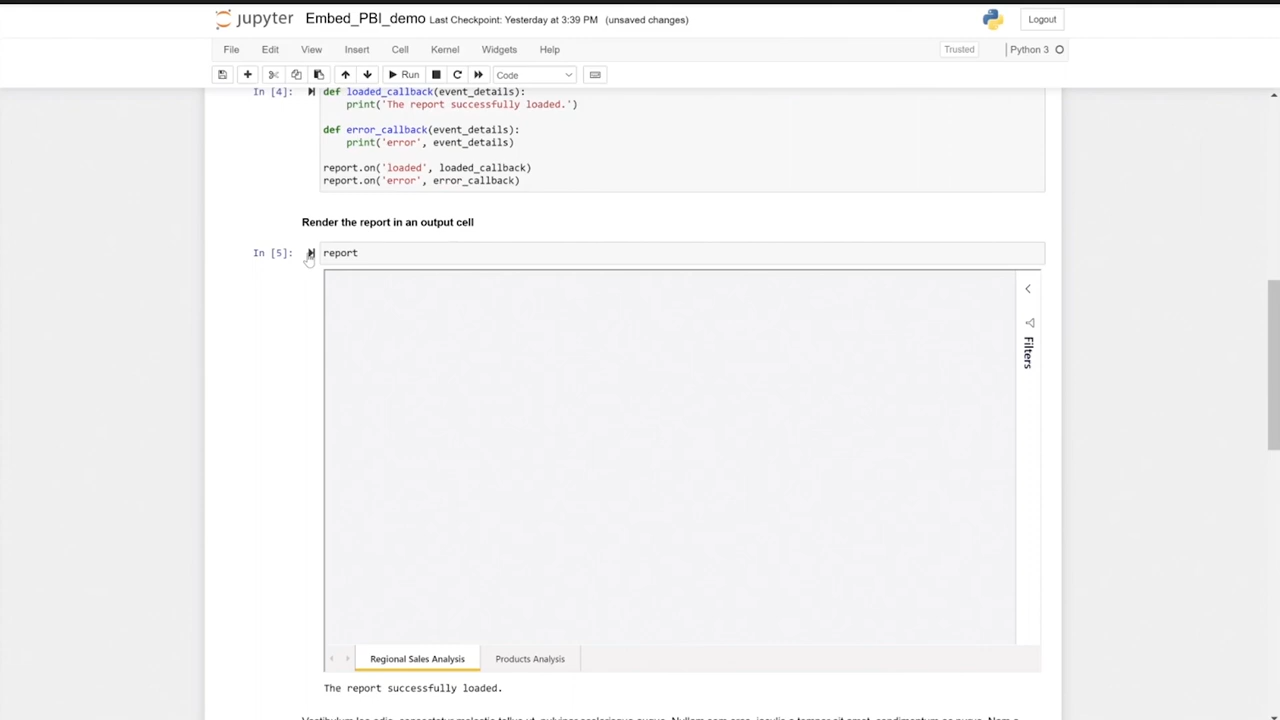 jupyter Embed_PBI_demo Last Checkpoint: Yesterday at 3:39 PM (unsaved changes) Logout
File Edit View Insert Cell Kernel Widgets Help Trusted Python 3
Run Code
In [4]: def loaded_callback(event_details):
print('The report successfully loaded.')
def error_callback(event_details):
print('error', event_details)
report.on('loaded', loaded_callback)
report.on('error', error_callback)
Render the report in an output cell
In [5]: report
Filters
Regional Sales Analysis Products Analysis
The report successfully loaded.